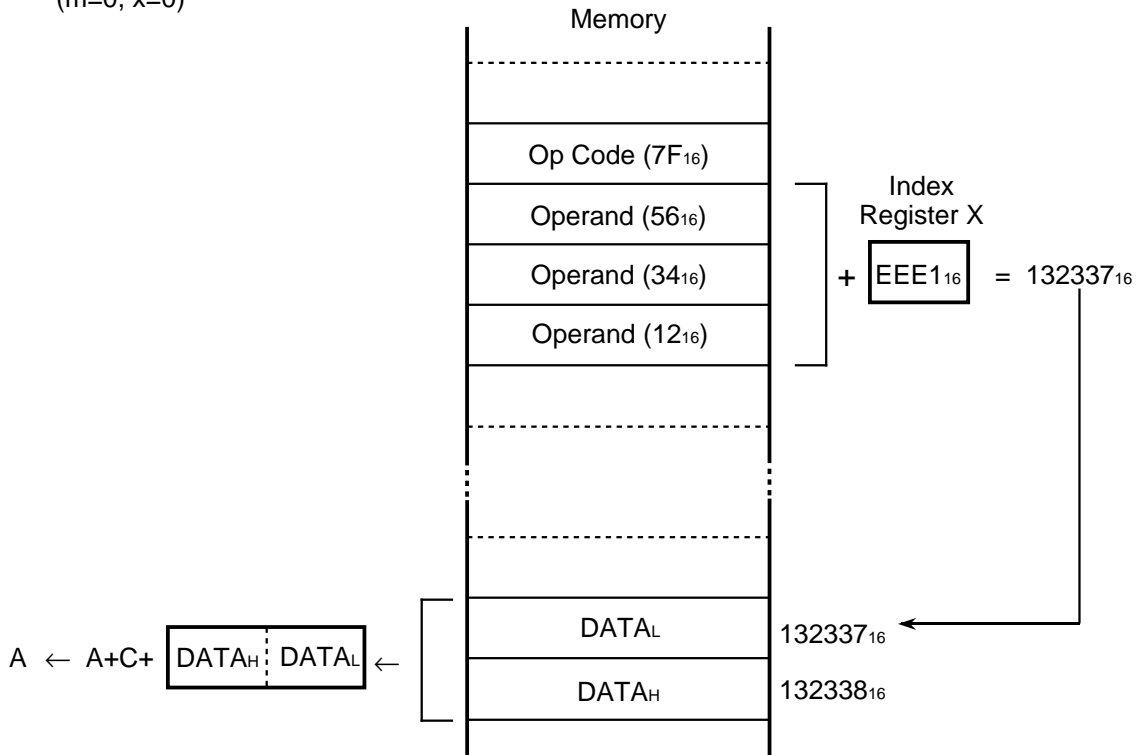 (m=0, x=0)
Memory
Op Code (7F16)
Operand (5616)
Operand (3416)
Operand (1216)
Index
Register X
+ EEE116 = 13233716
DATAL 13233716
DATAH 13233816
A ← A+C+ DATAH DATAL ←